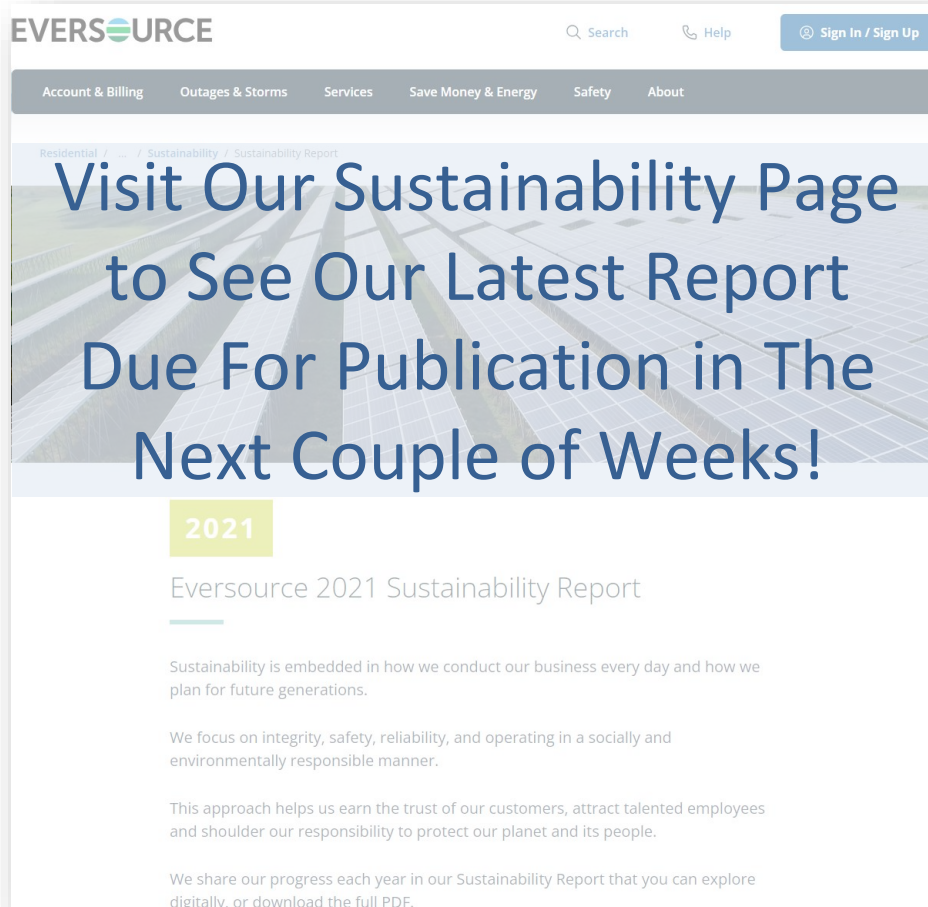 EVERSOURCE
Search Help Sign In / Sign Up
Account & Billing Outages & Storms Services Save Money & Energy Safety About
Residential / ... / Sustainability / Sustainability Report
Visit Our Sustainability Page
to See Our Latest Report
Due For Publication in The
Next Couple of Weeks!
2021
Eversource 2021 Sustainability Report
Sustainability is embedded in how we conduct our business every day and how we
plan for future generations.
We focus on integrity, safety, reliability, and operating in a socially and
environmentally responsible manner.
This approach helps us earn the trust of our customers, attract talented employees
and shoulder our responsibility to protect our planet and its people.
We share our progress each year in our Sustainability Report that you can explore
digitally, or download the full PDF.